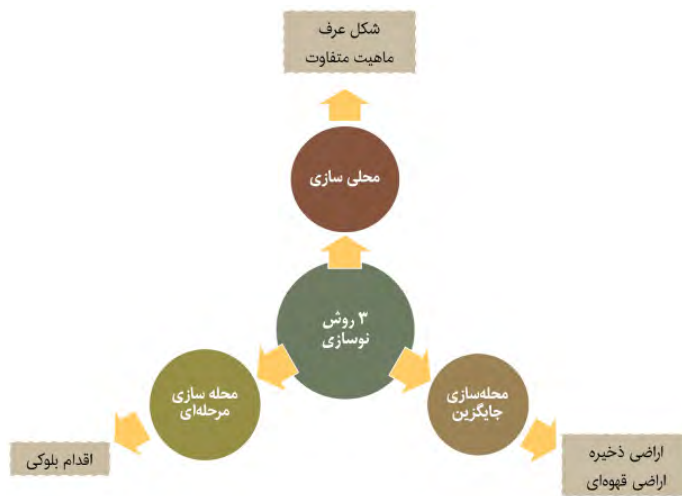 شکل عرف
ماهیت متفاوت
محلی سازی
۳ روش
نوسازی
محله‌سازی
جایگزین
اراضی ذخیره
اراضی قهوه‌ای
محله سازی
مرحله‌ای
اقدام بلوکی